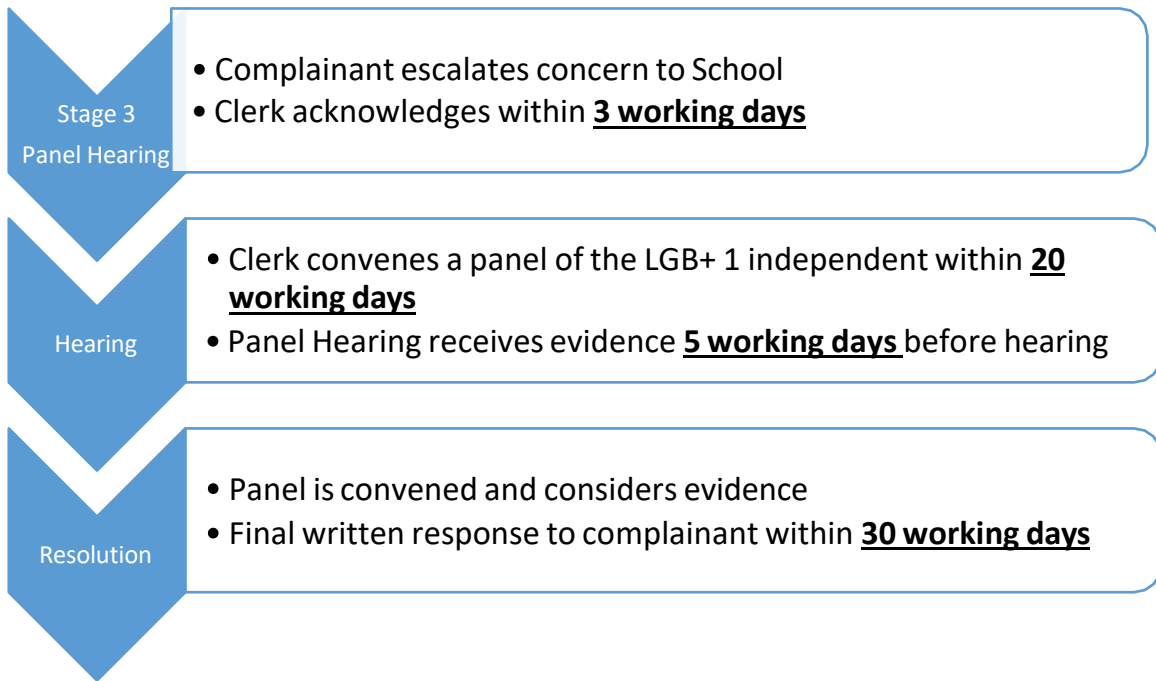 Stage 3
Panel Hearing
• Complainant escalates concern to School
• Clerk acknowledges within 3 working days
Hearing
• Clerk convenes a panel of the LGB+ 1 independent within 20
working days
• Panel Hearing receives evidence 5 working days before hearing
Resolution
• Panel is convened and considers evidence
• Final written response to complainant within 30 working days